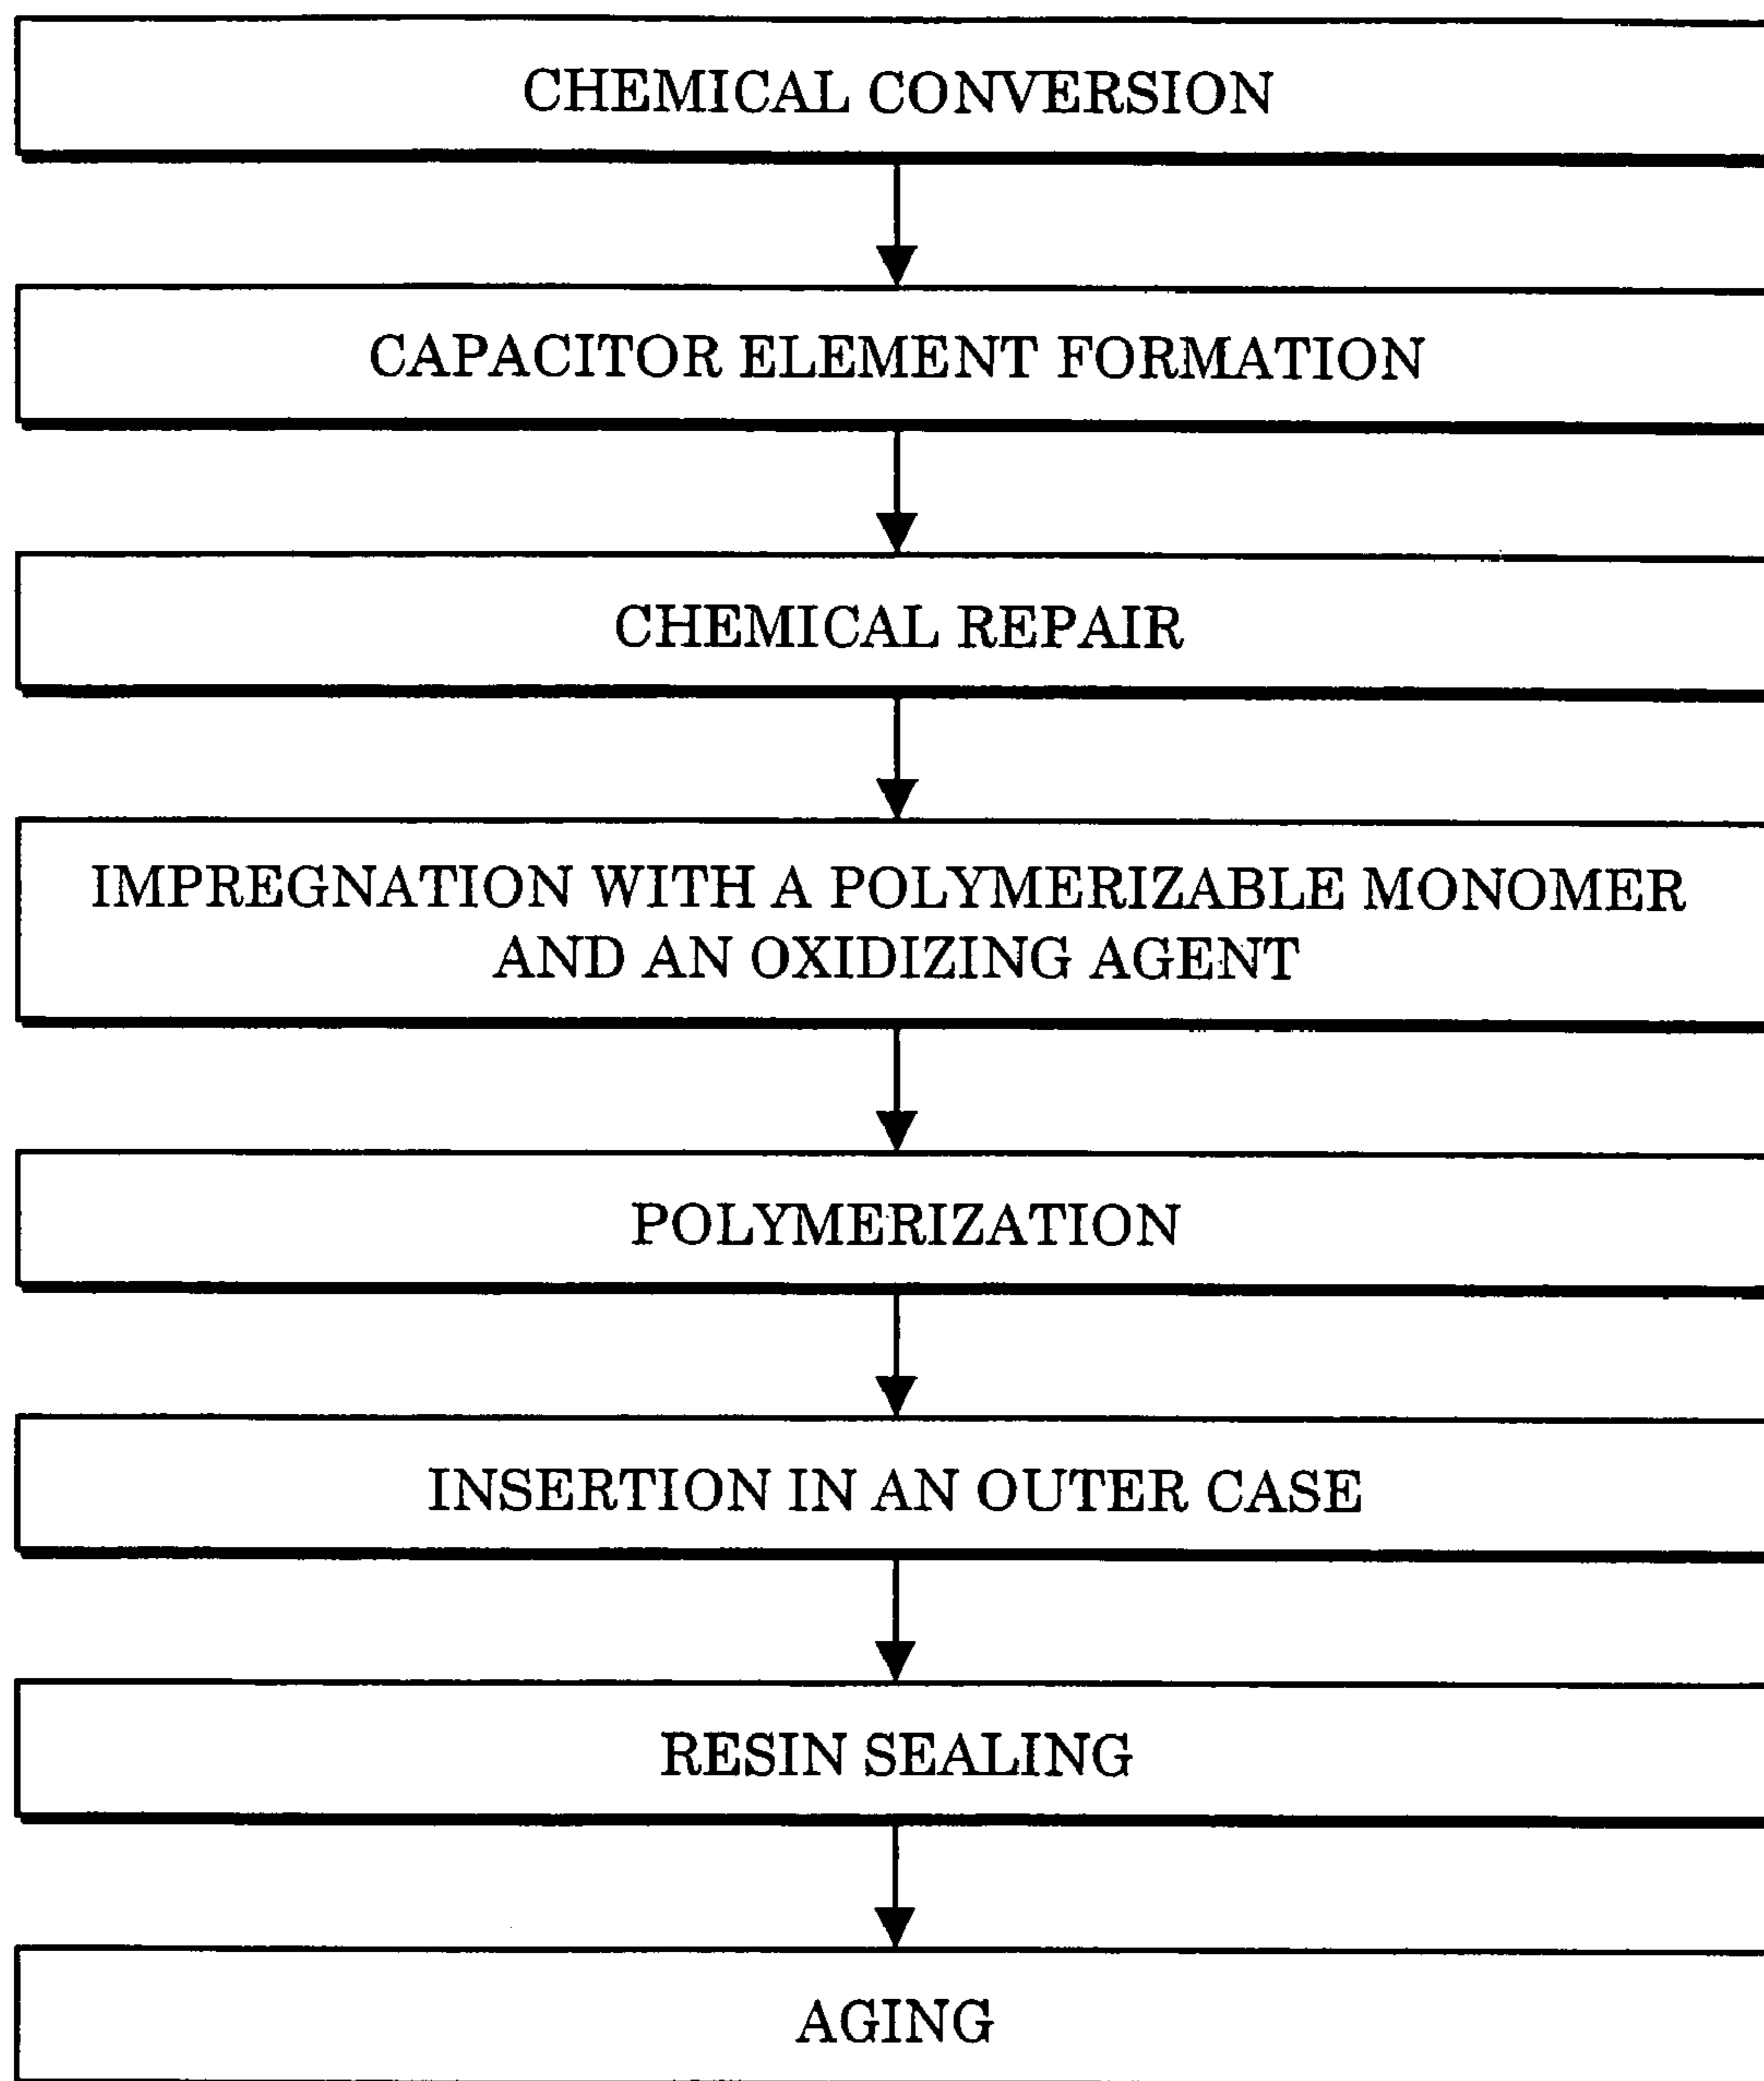 CHEMICAL CONVERSION
CAPACITOR ELEMENT FORMATION
CHEMICAL REPAIR
IMPREGNATION WITH A POLYMERIZABLE MONOMER
AND AN OXIDIZING AGENT
POLYMERIZATION
INSERTION IN AN OUTER CASE
RESIN SEALING
AGING